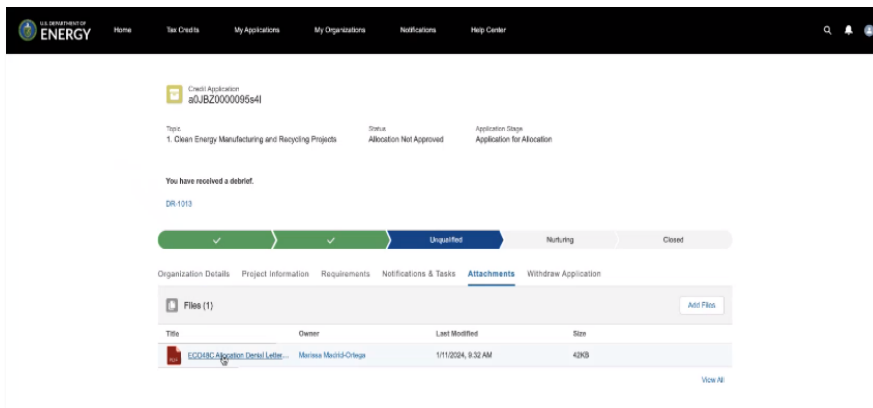 U.S. DEPARTMENT OF
ENERGY
Home Tax Credits My Applications My Organizations Notifications Help Center
Credit Application
a0JBZ0000095s4I
Topic Status Application Stage
1. Clean Energy Manufacturing and Recycling Projects Allocation Not Approved Application for Allocation
You have received a debrief.
DR-1013
Unqualified Nurturing Closed
Organization Details Project Information Requirements Notifications & Tasks Attachments Withdraw Application
Files (1) Add Files
Title Owner Last Modified Size
ECD48C Allocation Denial Letter... Marissa Madrid-Ortega 1/11/2024, 9:32 AM 42KB
View All